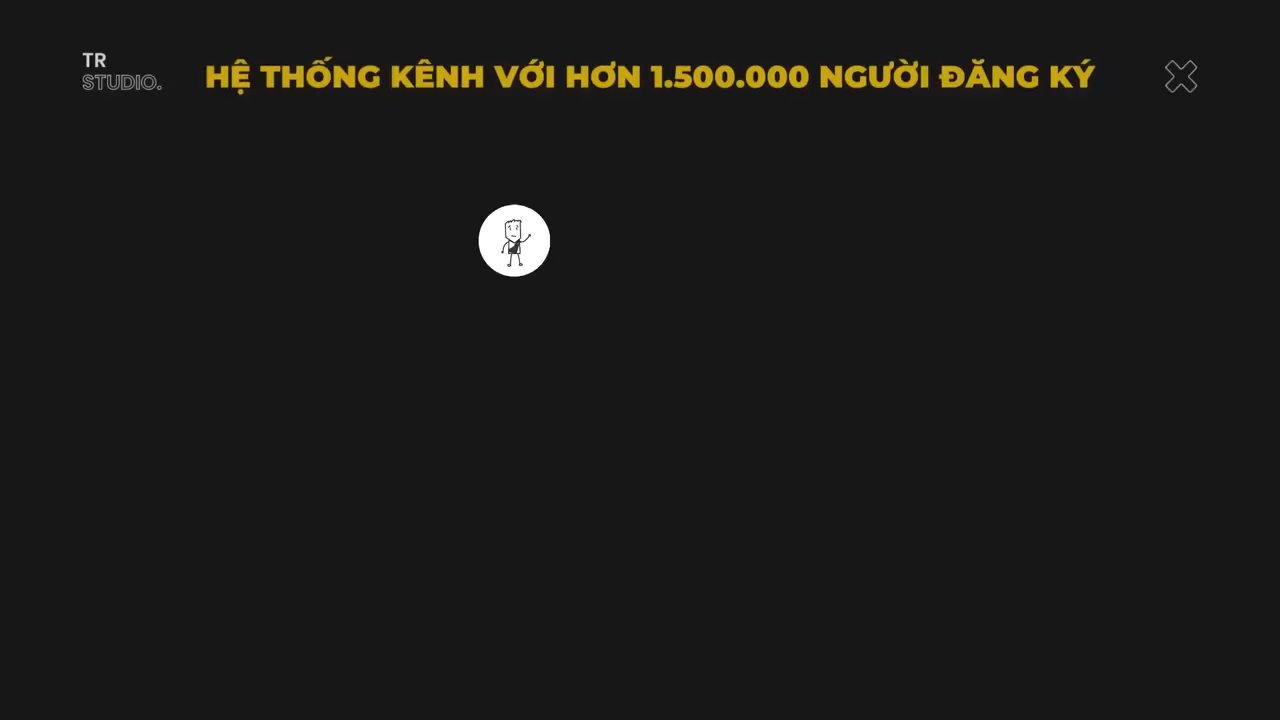 TR
STUDIO.
HỆ THỐNG KÊNH VỚI HƠN 1.500.000 NGƯỜI ĐĂNG KÝ